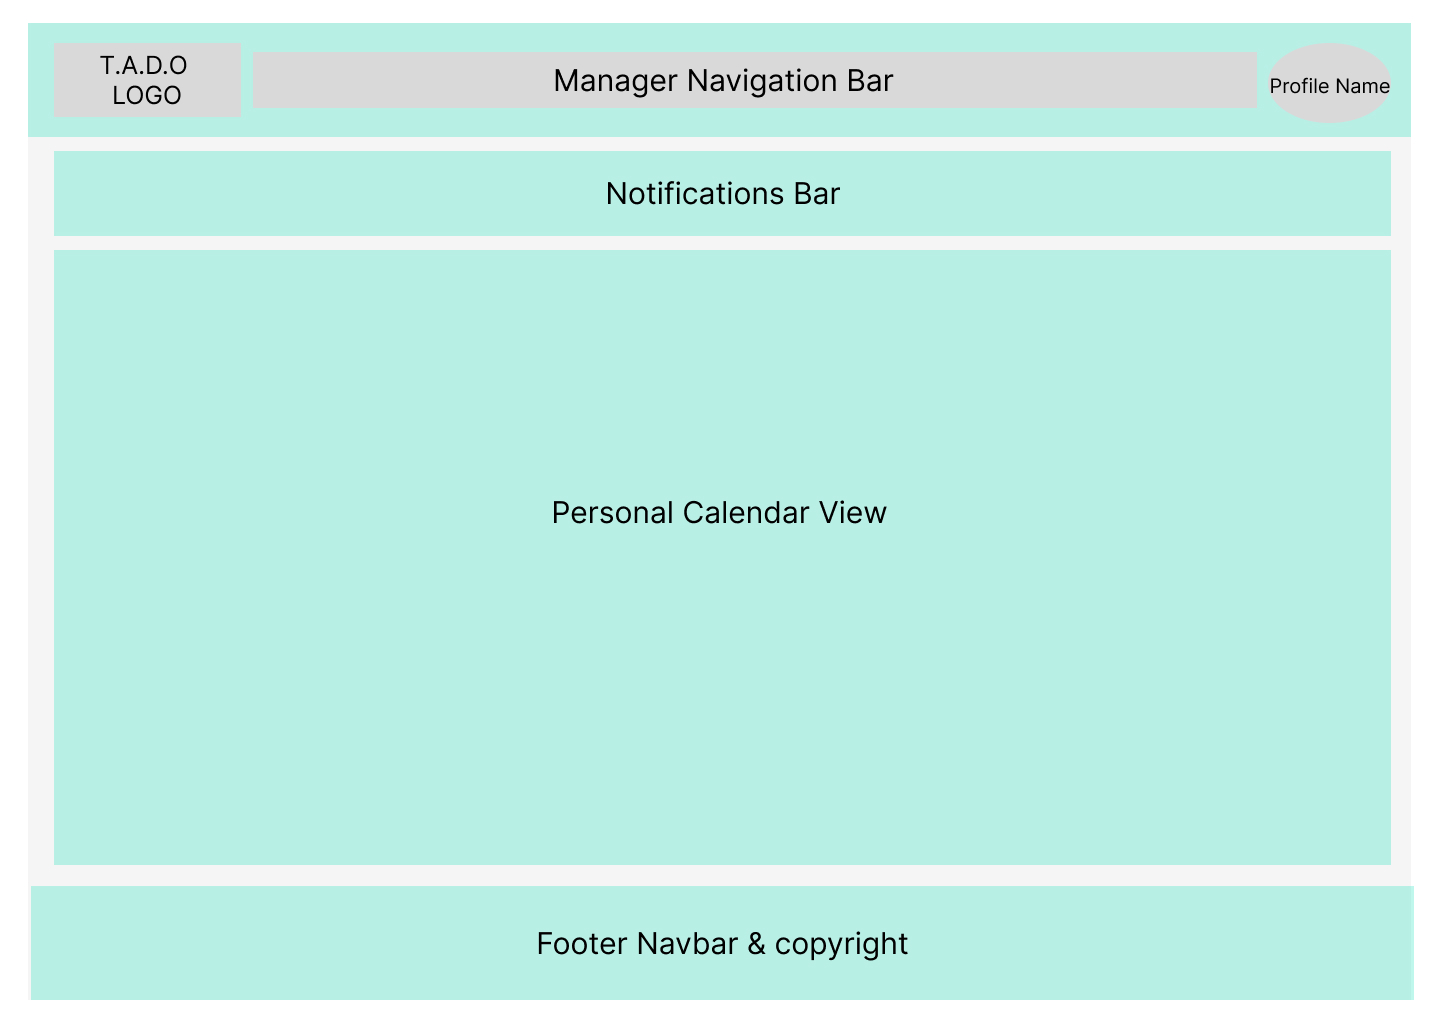 T.A.D.O
LOGO
Manager Navigation Bar
Profile Name
Notifications Bar
Personal Calendar View
Footer Navbar & copyright